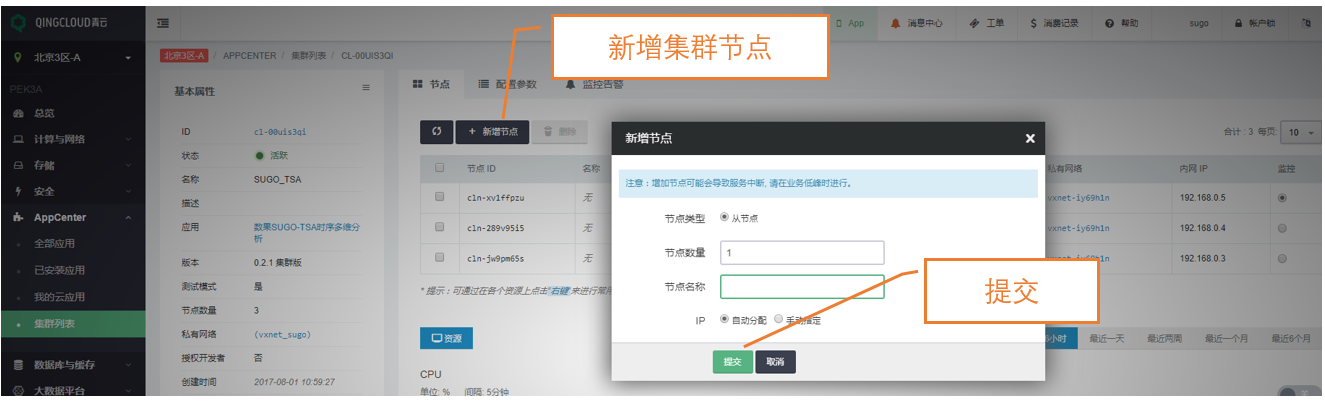 QINGCLOUD青云
App
消息中心
工单
消费记录
帮助
sugo
北京3区-A
北京3区-A / APPCENTER / 集群列表 / CL-00UIS3QI
新增集群节点
PEK3A
总览
计算与网络
存储
安全
AppCenter
全部应用
已安装应用
我的云应用
集群列表
数据库与缓存
大数据平台
基本属性
ID cl-00uis3qi
状态 活跃
名称 SUGO_TSA
描述
应用 数果SUGO-TSA时序多维分
析
版本 0.2.1 集群版
测试模式 是
节点数量 3
私有网络 (vxnet_sugo)
授权开发者 否
创建时间 2017-08-01 10:59:27
节点 配置参数 监控告警
+ 新增节点 删除
合计：3 每页: 10
节点 ID 名称 私有网络 内网 IP 监控
cln-xv1ffpzu 无 vxnet-iy69h1n 192.168.0.5
cln-289v95i5 无 vxnet-iy69h1n 192.168.0.4
cln-jw9pm65s 无 192.168.0.3
* 提示：可通过在各个资源上点击"右键"来进行常用
新增节点 ×
注意：增加节点可能会导致服务中断, 请在业务低峰时进行。
节点类型 从节点
节点数量 1
节点名称
IP 自动分配 手动指定
提交 取消
提交
资源
小时 最近一天 最近两周 最近一个月 最近6个月
CPU
单位: % 间隔: 5分钟